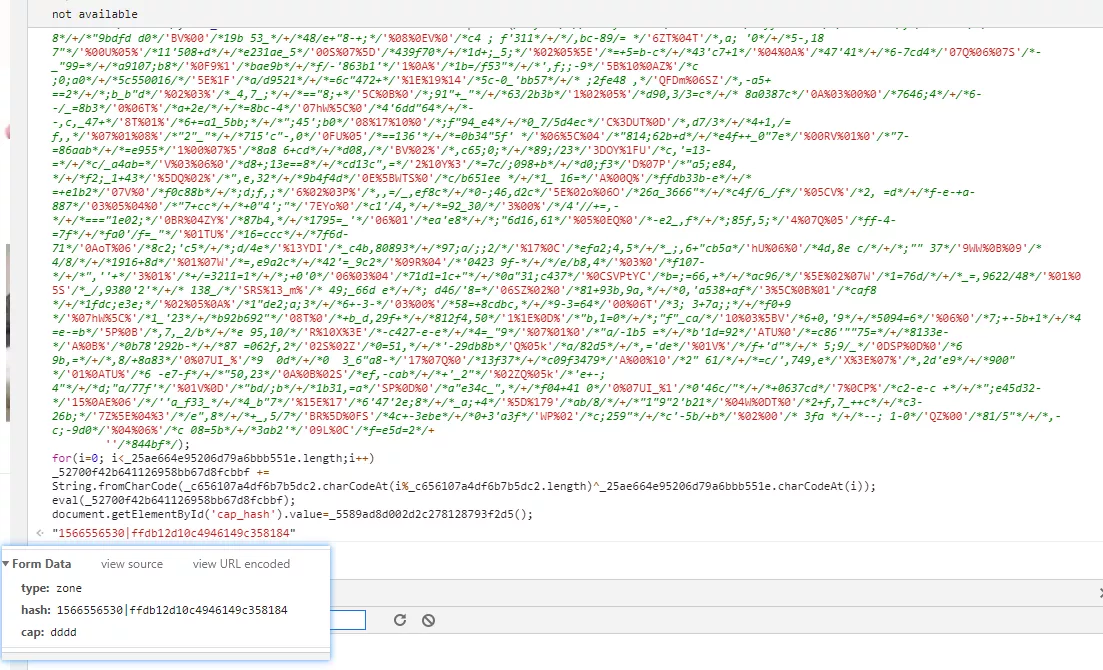 not available
8*/+/*"9bdfd d0*/'BV%00'/*19b 53_*/+/*48/e+"8-+;*/'%08%0EV%0'/*c4 ; f'311*/+/*/,bc-89/= */'6ZT%04T'/*,a; '0*/+/*5-,18
7"*/'%00U%05%'/*11'508+d*/+/*e231ae_5*/'00S%07%5D'/*439f70*/+/*1d+;_5;*/'%02%05%5E'/*=+5=b-c*/+/*43'c7+1*/'%04%0A%'/*47'41*/+/*6-7cd4*/'07Q%06%07S'/*-
_"99=*/+/*a9107;b8*/'%0F9%1'/*bae9b*/+/*f/-'863b1'*/'1%0A%'/*1b=/f53"*/+/*',f;;-9*/'5B%10%0AZ%'/*c
;0;a0*/+/*5c550016/*/'5E%1F'/*a/d9521*/+/*=6c"472+*/'1%1E%19%14'/*5c-0_'bb57*/+/* ;2fe48 ,*/'QFDm%06SZ'/*,-a5+
==2*/+/*;b_b"d*/'%02%03%'/*_4,7_;*/+/*=="8;+*/'5C%0B%0'/*;91"+_"*/+/*63/2b3b*/'1%02%05%'/*d90,3/3=c*/+/* 8a0387c*/'0A%03%00%0'/*7646;4*/+/*6-
-/_=8b3*/'0%06T%'/*a+2e/*/+/*=8bc-4*/'07hW%5C%0'/*4'6dd"64*/+/*-
-,c,_47+*/'8T%01%'/*6+=a1_5bb;*/+/*";45';b0*/'08%17%10%0'/*;f"94_e4*/+/*0_7/5d4ec*/'C%3DUT%0D'/*,d7/3*/+/*4+1,/=
f,,*/'%07%01%08%'/*"2"_"*/+/*715'c"-,0*/'0FU%05'/*==136'*/+/*=0b34"5f' */'%06%5C%04'/*"814;62b+d*/+/*e4f++_0"7e*/'%00RV%01%0'/*"7-
=86aab*/+/*=e955*/'1%00%07%5'/*8a8 6+cd*/+/*d08,/*/'BV%02%'/*,c65;0;*/+/*89;/23*/'3DOY%1FU'/*c,'=13-
=*/+/*c/_a4ab=*/'V%03%06%0'/*d8+;13e==8*/+/*cd13c",=*/'2%10Y%3'/*=7c/;098+b*/+/*d0;f3*/'D%07P'/*"a5;e84,
*/+/*f2;_1+43*/'%5DQ%02%'/*",e,32*/+/*9b4f4d*/'0E%5BWTS%0'/*c/b651ee */+/*1_ 16=*/'A%00Q%'/*ffdb33b-e*/+/*
=+e1b2*/'07V%0'/*f0c88b*/+/*;d;f,;*/'6%02%03P%'/*,,=/_,ef8c*/+/*0-;46,d2c*/'5E%02o%06O'/*26a_3666"*/+/*c4f/6_/f*/'%05CV%'/*2, =d*/+/*f-e-+a-
887*/'03%05%04%0'/*"7+cc*/+/*+0"4';"*/'7EYo%0'/*c1'/4,*/+/*=92_30/*/'3%00%'/*/4'//+=,-
*/+/*==="1e02;*/'0BR%04ZY%'/*87b4,*/+/*1795=_'*/'06%01'/*ea'e8*/+/*;"6d16,61*/'%05%0EQ%0'/*-e2_,f*/+/*;85f,5;*/'4%07Q%05'/*ff-4-
=7f*/+/*fa0'/f=_"*/'%01TU%'/*16=ccc*/+/*7f6d-
71*/'0AoT%06'/*8c2;'c5*/+/*;d/4e*/'%13YDI'/*_c4b,80893*/+/*97;a/;;2/*/'%17%0C'/*efa2;4,5*/+/*_;,6+"cb5a*/'hU%06%0'/*4d,8e c/*/+/*;"" 37*/'9WW%0B%09'/*
4/8/*/+/*1916+8d*/'%01%07W'/*=,e9a2c*/+/*42'=_9c2*/'%09R%04'/*'0423 9f-*/+/*/e/b8,4*/'%03%0'/*f107-
*/+/*",''+*/'3%01%'/*+/=3211=1*/+/*;+0'0*/'06%03%04'/*71d1=1c+"*/+/*0a"31;c437*/'%0CSVPtYC'/*b=;=66,+*/+/*ac96/*/'%5E%02%07W'/*1=76d/*/+/*_=,9622/48*/'%01%0
5S'/*_/,9380'2'*/+/* 138_/*/'SRS%13_m%'/* 49;_66d e*/+/*; d46/'8=*/'06SZ%02%0'/*81+93b,9a,*/+/*0,'a538+af*/'3%5C%0B%01'/*caf8
*/+/*1fdc;e3e;*/'%02%05%0A%'/*1"de2;a;3*/+/*6+-3-*/'03%00%'/*58=+8cdbc,*/+/*9-3=64*/'00%06T'/*3; 3+7a;;*/+/*f0+9
*/'07hW%5C'/*1_'23*/+/*b92b692"*/'08T%0'/*+b_d,29f+*/+/*812f4,50*/'1%1E%0D%'/*"b,1=0*/+/*;"f"_ca/*/'10%03%5BV'/*6+0,'9*/+/*5094=6*/'%06%0'/*7;+-5b+1*/+/*4
=e-=b*/'5P%0B'/*,7,_2/b*/+/*e 95,10/*/'R%10X%3E'/*-c427-e-e*/+/*4=_"9*/'%07%01%0'/*"a/-1b5 =*/+/*b'1d=92*/'ATU%0'/*=c86'""75=*/+/*8133e-
*/'A%0B%'/*0b78'292b-*/+/*87 =062f,2*/'02S%02Z'/*0=51,*/+/*'-29db8b*/'Q%05k'/*a/82d5*/+/*,='de*/'%01V%'/*f+'d"*/+/* 5;9/_*/'0DSP%0D%0'/*6
9b,=*/+/*,8/+8a83*/'0%07UI_%'/*9  0d*/+/*0  3_6"a8-*/'17%07Q%0'/*13f37*/+/*c09f3479*/'A%00%10'/*2" 61/*/+/*=c/',749,e*/'X%3E%07%'/*,2d'e9*/+/*900"
*/'01%0ATU%'/*6 -e7-f*/+/*"50,23*/'0A%0B%02S'/*ef,-cab*/+/*+'_2"*/'%02ZQ%05k'/*'e+-;
4"*/+/*d;"a/77f'*/'%01V%0D'/*"bd/;b*/+/*1b31,=a*/'SP%0D%0'/*a"e34c_",*/+/*f04+41 0*/'0%07UI_%1'/*0'46c/"*/+/*+0637cd*/'7%0CP%'/*c2-e-c +*/+/*";e45d32-
*/'15%0AE%06'/*/''a_f33_*/+/*4_b"7*/'%15E%17'/*6'47'2e;8*/+/*_a;+4*/'%5D%179'/*ab/8/*/+/*"1"9"2'b21*/'%04W%0DT%0'/*2+f,7_++c*/+/*c3-
26b;*/'7Z%5E%04%3'/*/e",8*/+/*+_,5/7*/'BR%5D%0FS'/*4c+-3ebe*/+/*0+3'a3f*/'WP%02'/*c;259"*/+/*c'-5b/+b*/'%02%00'/* 3fa */+/*--; 1-0*/'QZ%00'/*81/5"*/+/*,-
c;-9d0*/'%04%06%'/*c 08=5b*/+/*3ab2'*/'09L%0C'/*f=e5d=2*/+
''/*844bf*/);
for(i=0; i<_25ae664e95206d79a6bbb551e.length;i++)
_52700f42b641126958bb67d8fcbbf +=
String.fromCharCode(_c656107a4df6b7b5dc2.charCodeAt(i%_c656107a4df6b7b5dc2.length)^_25ae664e95206d79a6bbb551e.charCodeAt(i));
eval(_52700f42b641126958bb67d8fcbbf);
document.getElementById('cap_hash').value=_5589ad8d002d2c278128793f2d5();
"1566556530|ffdb12d10c4946149c358184"
Form Data view source view URL encoded
type: zone
hash: 1566556530|ffdb12d10c4946149c358184
cap: dddd